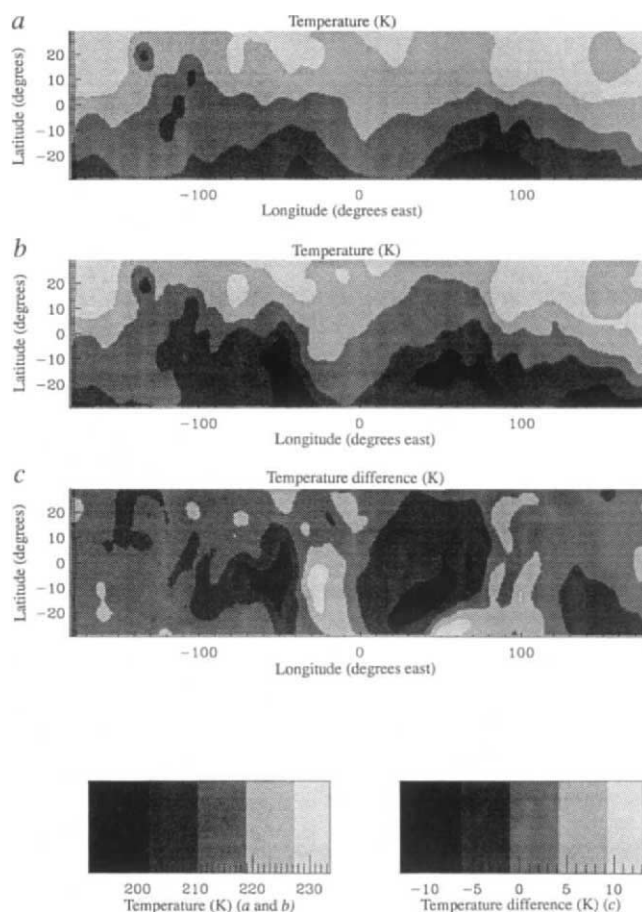 a
Temperature (K)
20
10
0
-10
-20
Latitude (degrees)
-100 0 100
Longitude (degrees east)
b
Temperature (K)
20
10
0
-10
-20
Latitude (degrees)
-100 0 100
Longitude (degrees east)
c
Temperature difference (K)
20
10
0
-10
-20
Latitude (degrees)
-100 0 100
Longitude (degrees east)
200 210 220 230
Temperature (K) (a and b)
-10 -5 0 5 10
Temperature difference (K) (c)